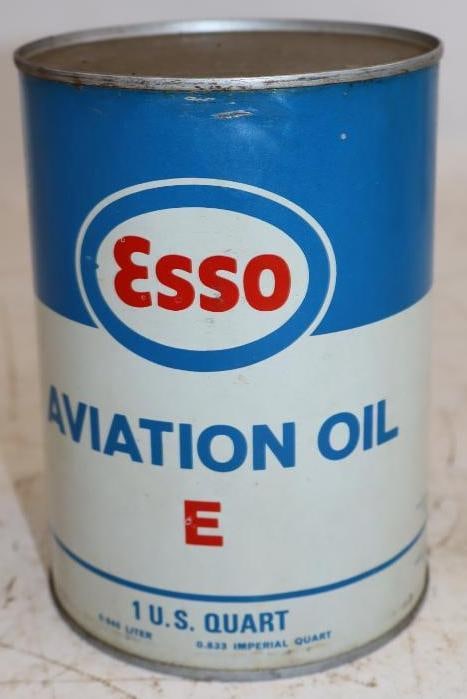 Esso
AVIATION OIL
E
1 U.S. QUART
0.946 LITER
0.833 IMPERIAL QUART